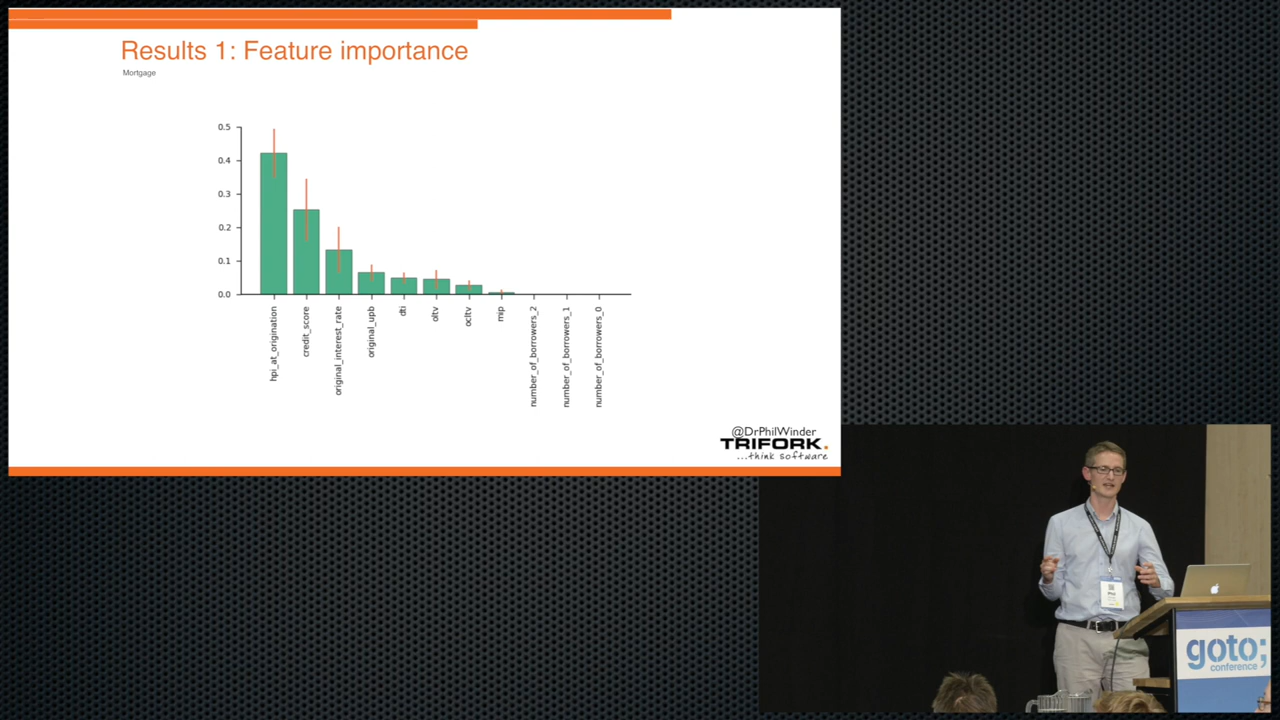 Results 1: Feature importance
Mortgage
0.5
0.4
0.3
0.2
0.1
0.0
hpi_at_origination
credit_score
original_interest_rate
original_upb
dti
oltv
ocltv
mip
number_of_borrowers_2
number_of_borrowers_1
number_of_borrowers_0
@DrPhilWinder
TRIFORK.
...think software
goto;
conference